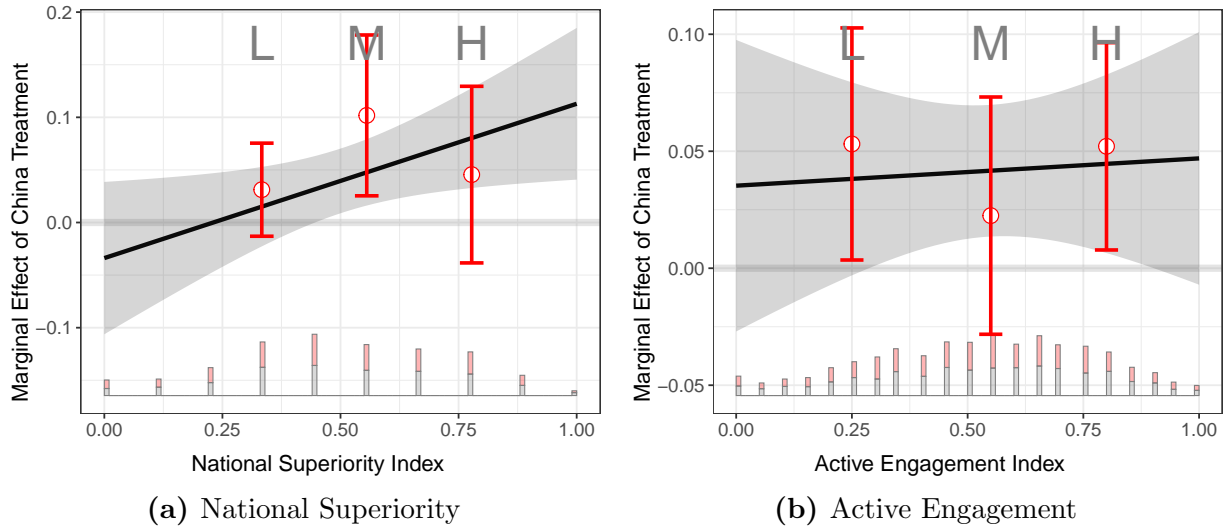 Marginal Effect of China Treatment
0.2
0.1
0.0
−0.1
L M H
0.00 0.25 0.50 0.75 1.00
National Superiority Index
(a) National Superiority
Marginal Effect of China Treatment
0.10
0.05
0.00
−0.05
L M H
0.00 0.25 0.50 0.75 1.00
Active Engagement Index
(b) Active Engagement